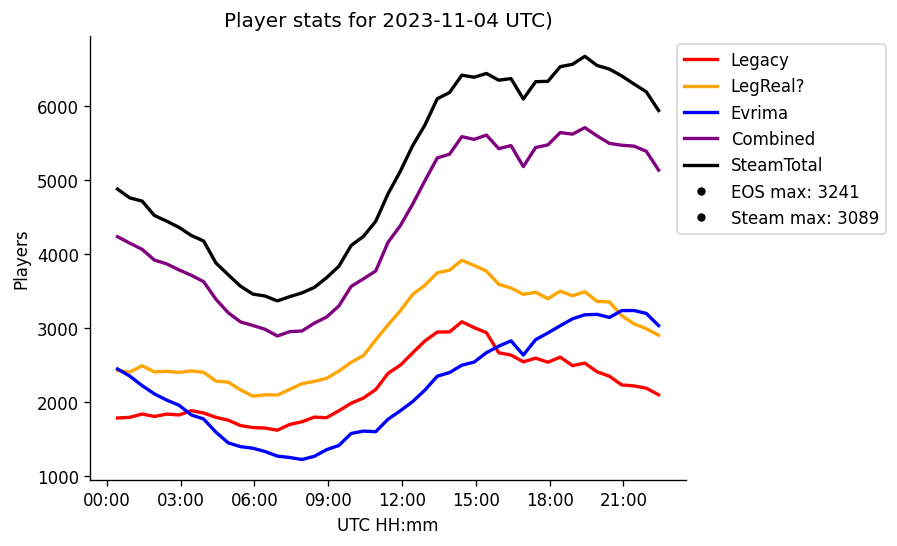 Player stats for 2023-11-04 UTC)
Legacy
LegReal?
Evrima
Combined
SteamTotal
EOS max: 3241
Steam max: 3089
Players
6000
5000
4000
3000
2000
1000
00:00 03:00 06:00 09:00 12:00 15:00 18:00 21:00
UTC HH:mm